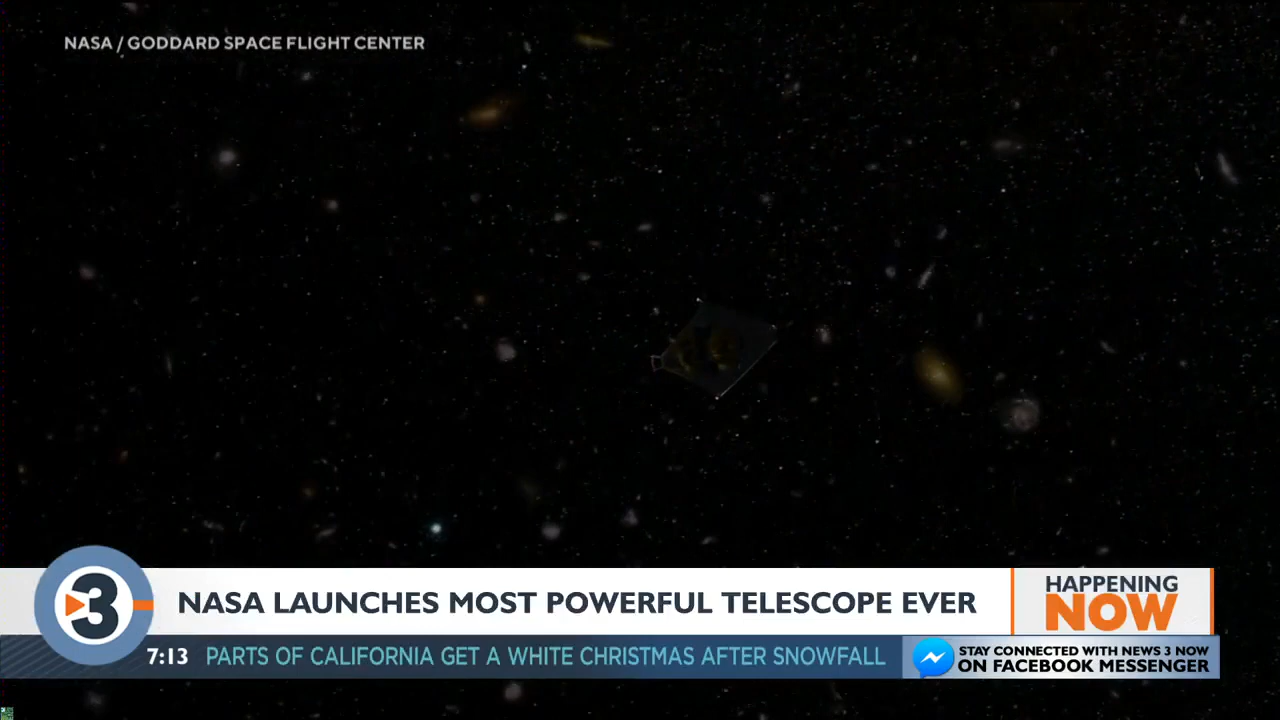 NASA / GODDARD SPACE FLIGHT CENTER
NASA LAUNCHES MOST POWERFUL TELESCOPE EVER
HAPPENING
NOW
3
7:13
PARTS OF CALIFORNIA GET A WHITE CHRISTMAS AFTER SNOWFALL
STAY CONNECTED WITH NEWS 3 NOW
ON FACEBOOK MESSENGER